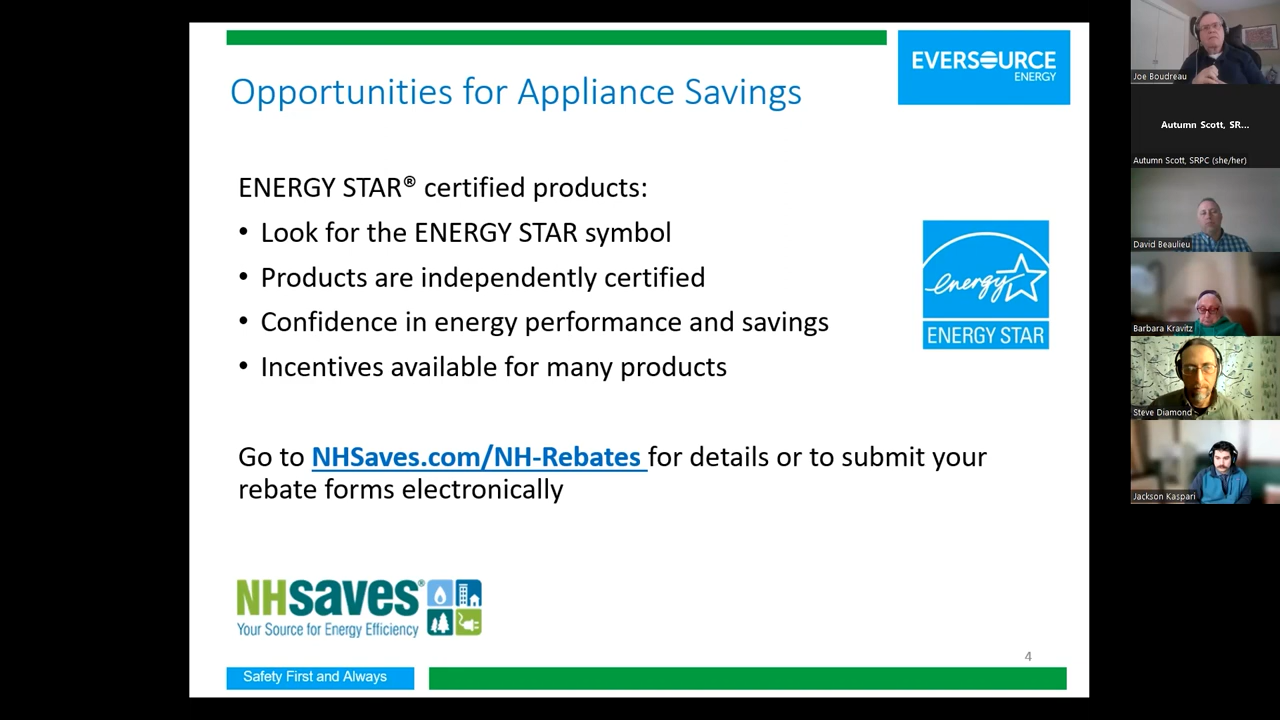 EVERSOURCE
ENERGY
Opportunities for Appliance Savings
ENERGY STAR® certified products:
• Look for the ENERGY STAR symbol
• Products are independently certified
• Confidence in energy performance and savings
• Incentives available for many products
energy
ENERGY STAR
Go to NHSaves.com/NH-Rebates for details or to submit your
rebate forms electronically
NHsaves®
Your Source for Energy Efficiency
4
Safety First and Always
Joe Boudreau
Autumn Scott, SR...
Autumn Scott, SRPC (she/her)
David Beaulieu
Barbara Kravitz
Steve Diamond
Jackson Kaspari